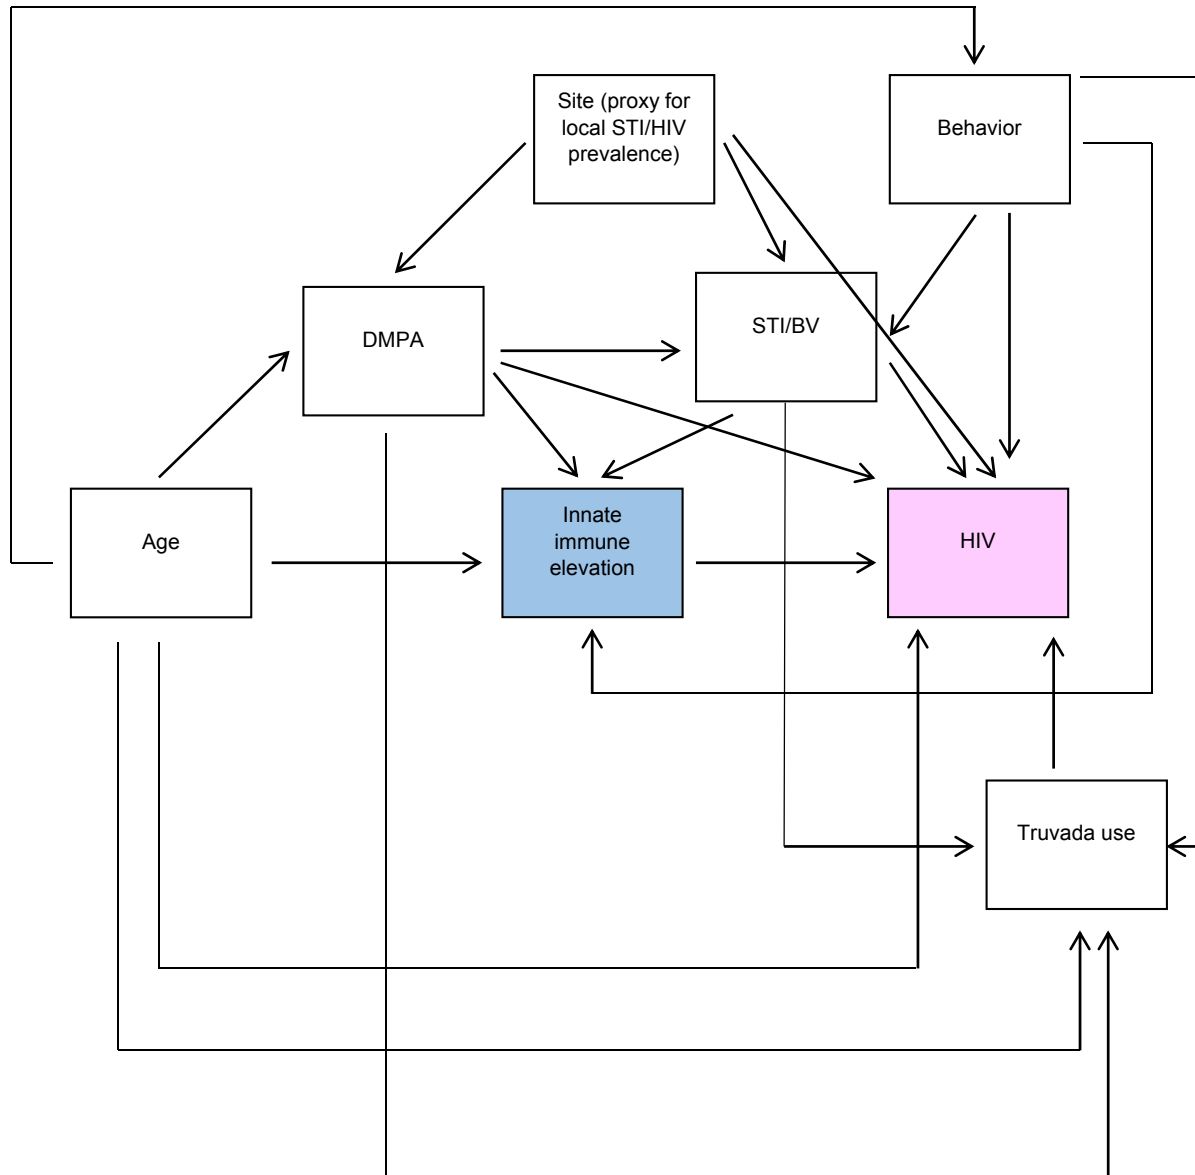 Site (proxy for
local STI/HIV
prevalence)
Behavior
DMPA
STI/BV
Age
Innate
immune
elevation
HIV
Truvada use